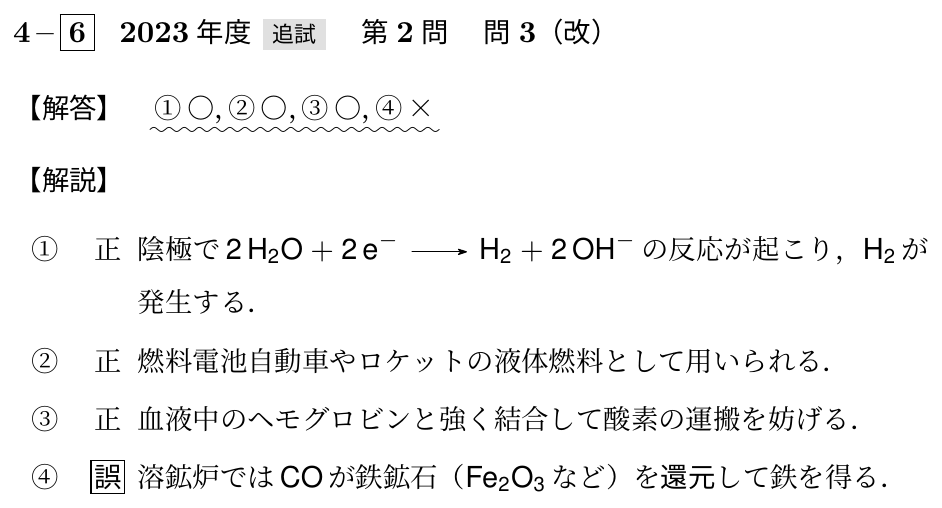 4－6 2023 年度 追試 第 2 問 問 3（改）
【解答】 ① ○, ② ○, ③ ○, ④ ×
【解説】
① 正 陰極で 2 H₂O + 2 e⁻ ⟶ H₂ + 2 OH⁻ の反応が起こり，H₂ が
発生する．
② 正 燃料電池自動車やロケットの液体燃料として用いられる．
③ 正 血液中のヘモグロビンと強く結合して酸素の運搬を妨げる．
④ 誤 溶鉱炉では CO が鉄鉱石（Fe₂O₃ など）を還元して鉄を得る．